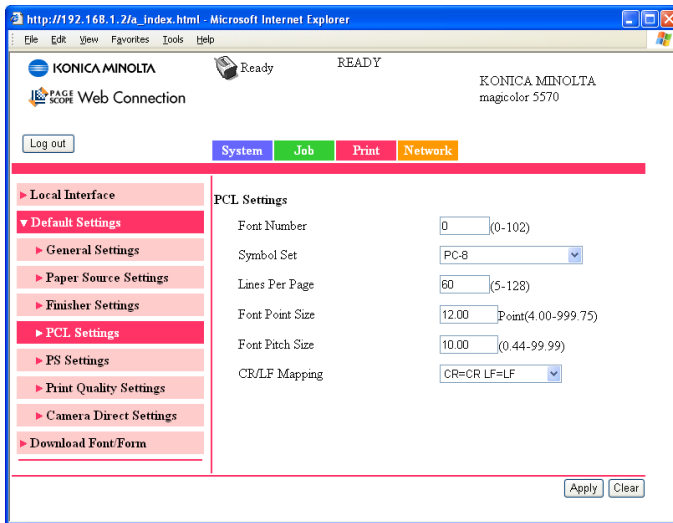 http://192.168.1.2/a_index.html - Microsoft Internet Explorer
File Edit View Favorites Tools Help
KONICA MINOLTA
Ready
READY
KONICA MINOLTA
magicolor 5570
PAGE SCOPE Web Connection
Log out
System Job Print Network
Local Interface
Default Settings
General Settings
Paper Source Settings
Finisher Settings
PCL Settings
PS Settings
Print Quality Settings
Camera Direct Settings
Download Font/Form
PCL Settings
Font Number 0 (0-102)
Symbol Set PC-8
Lines Per Page 60 (5-128)
Font Point Size 12.00 Point(4.00-999.75)
Font Pitch Size 10.00 (0.44-99.99)
CR/LF Mapping CR=CR LF=LF
Apply Clear